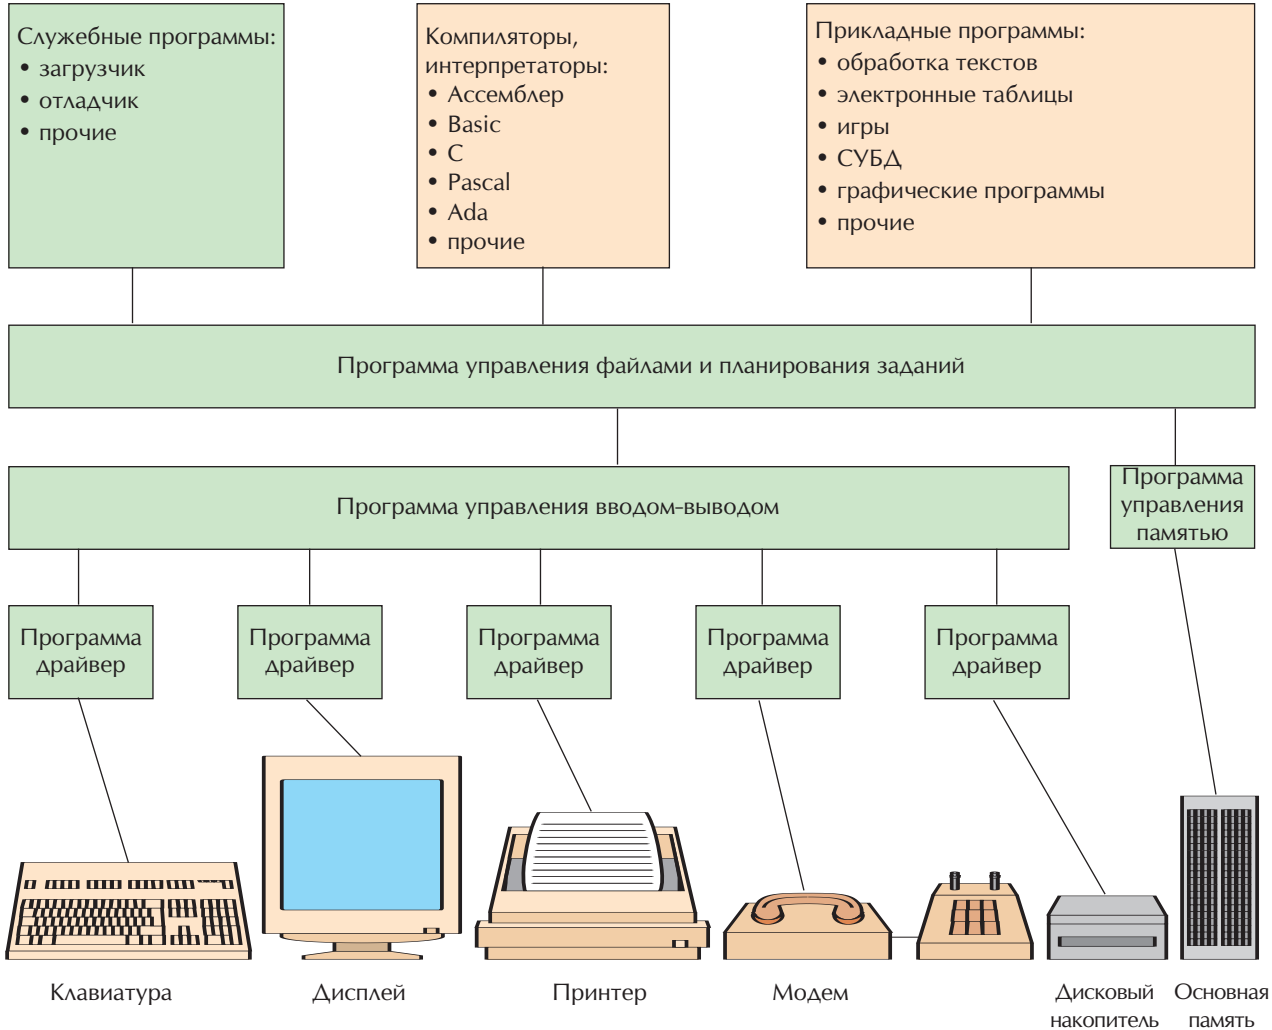 Служебные программы:
• загрузчик
• отладчик
• прочие
Компиляторы,
интерпретаторы:
• Ассемблер
• Basic
• C
• Pascal
• Ada
• прочие
Прикладные программы:
• обработка текстов
• электронные таблицы
• игры
• СУБД
• графические программы
• прочие
Программа управления файлами и планирования заданий
Программа управления вводом-выводом
Программа
управления
памятью
Программа
драйвер
Программа
драйвер
Программа
драйвер
Программа
драйвер
Программа
драйвер
Клавиатура
Дисплей
Принтер
Модем
Дисковый
накопитель
Основная
память